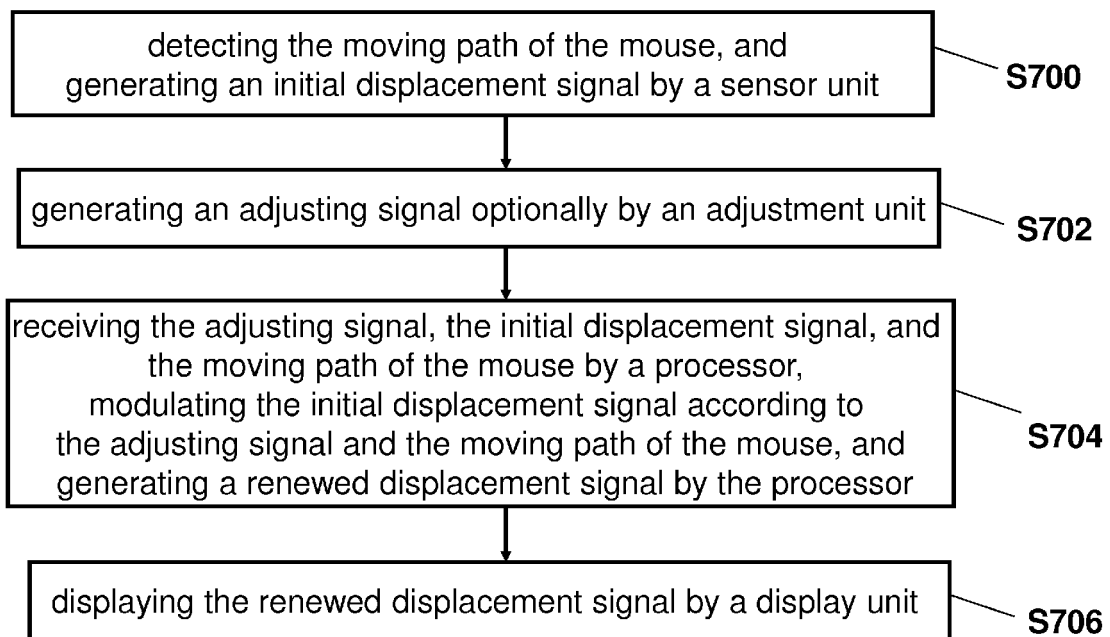 detecting the moving path of the mouse, and
generating an initial displacement signal by a sensor unit
S700
generating an adjusting signal optionally by an adjustment unit
S702
receiving the adjusting signal, the initial displacement signal, and
the moving path of the mouse by a processor,
modulating the initial displacement signal according to
the adjusting signal and the moving path of the mouse, and
generating a renewed displacement signal by the processor
S704
displaying the renewed displacement signal by a display unit
S706